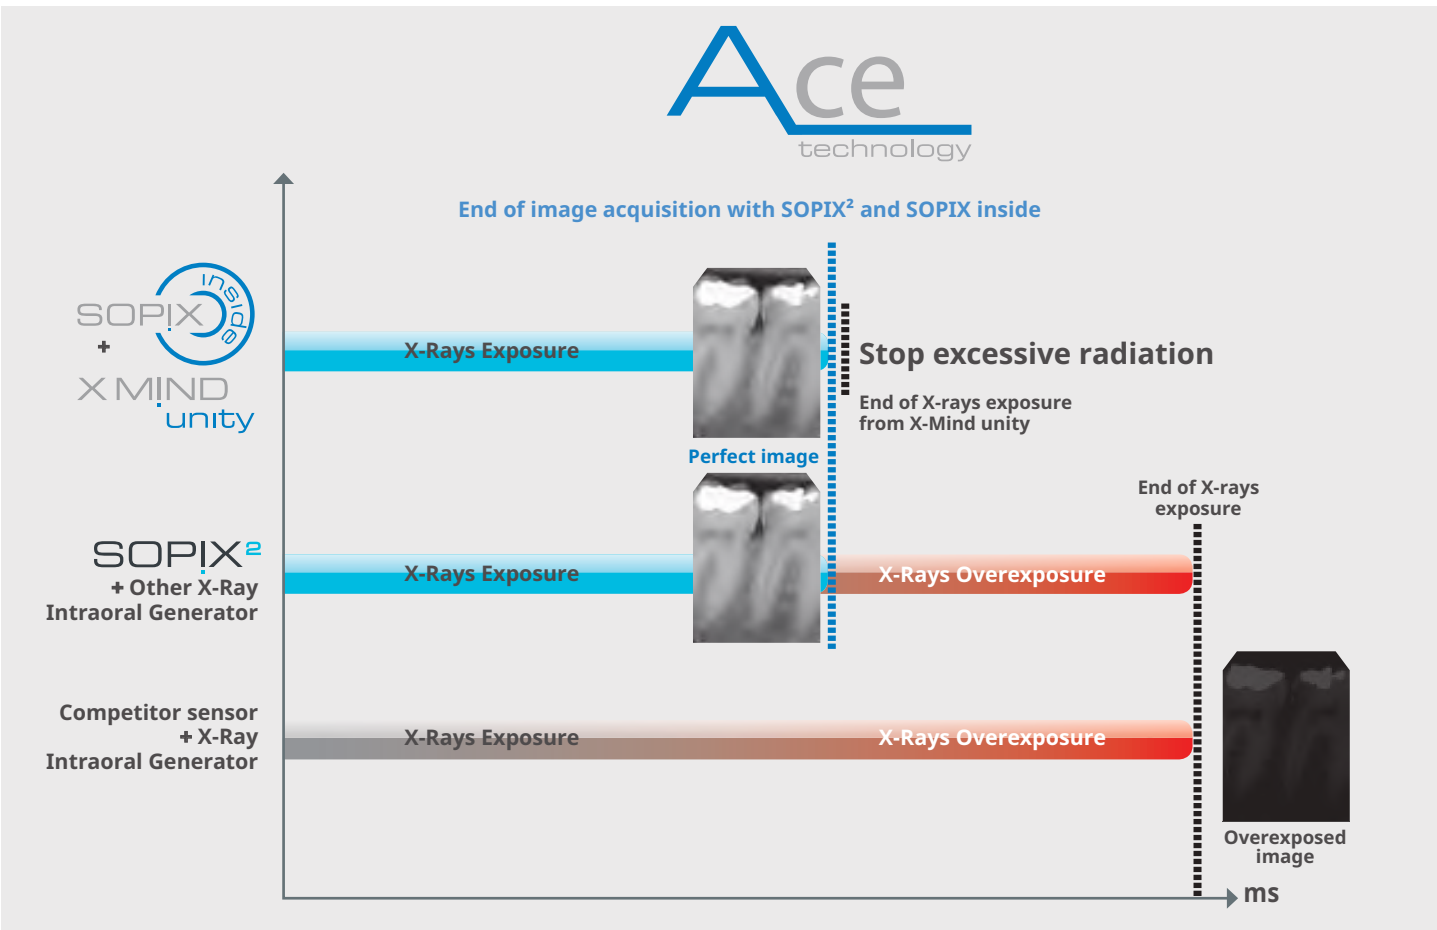 Ace
technology
End of image acquisition with SOPIX² and SOPIX inside
SOPIX inside
+
X MIND
unity
X-Rays Exposure
Stop excessive radiation
End of X-rays exposure
from X-Mind unity
Perfect image
End of X-rays
exposure
SOPIX²
+ Other X-Ray
Intraoral Generator
X-Rays Exposure
X-Rays Overexposure
Competitor sensor
+ X-Ray
Intraoral Generator
X-Rays Exposure
X-Rays Overexposure
Overexposed
image
ms